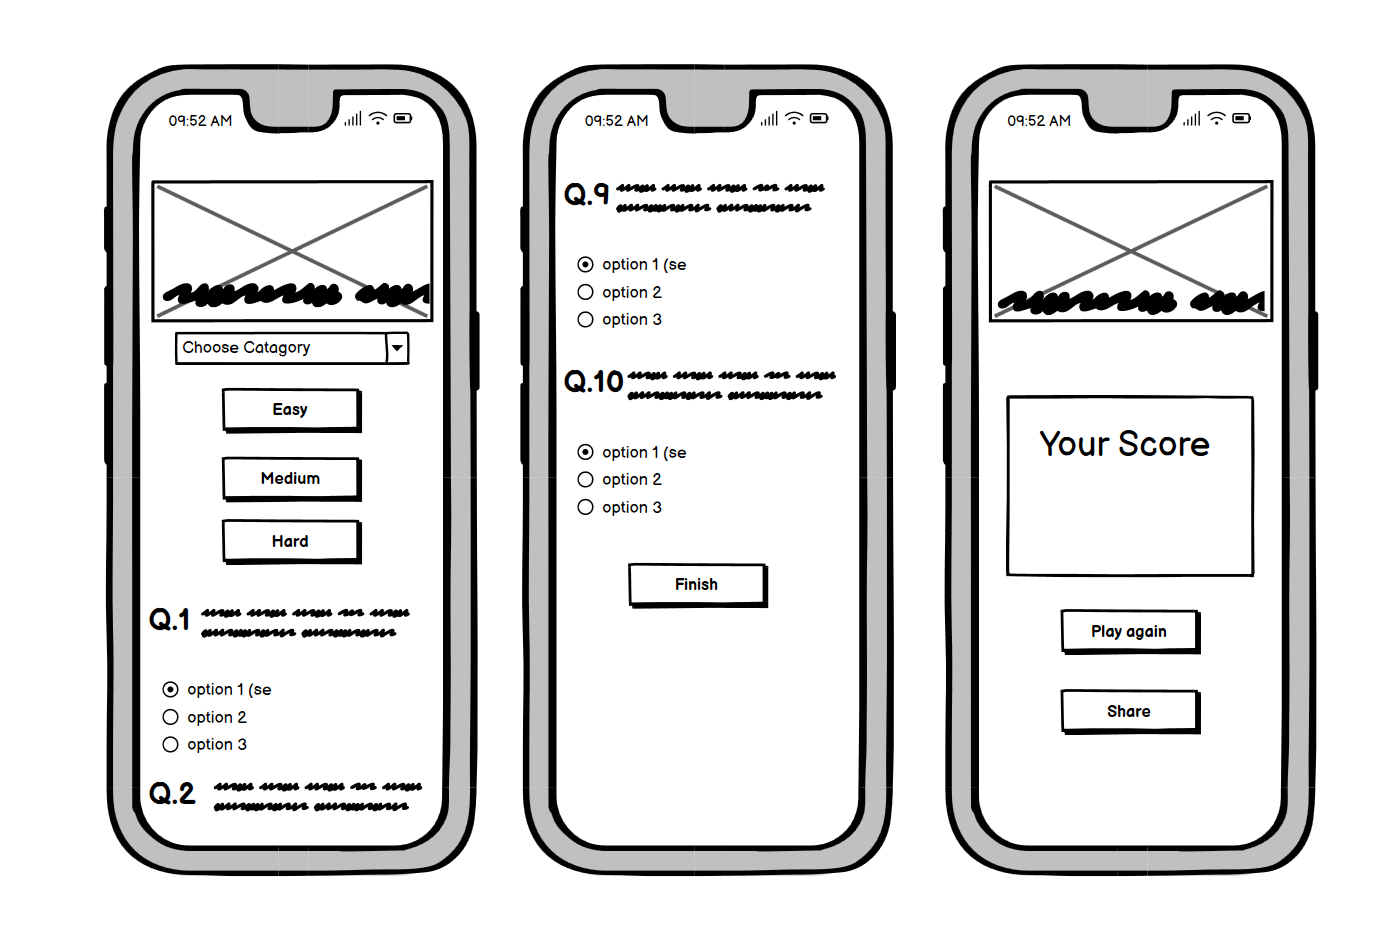 09:52 AM
Choose Catagory
Easy
Medium
Hard
Q.1
option 1 (se
option 2
option 3
Q.2
09:52 AM
Q.9
option 1 (se
option 2
option 3
Q.10
option 1 (se
option 2
option 3
Finish
09:52 AM
Your Score
Play again
Share